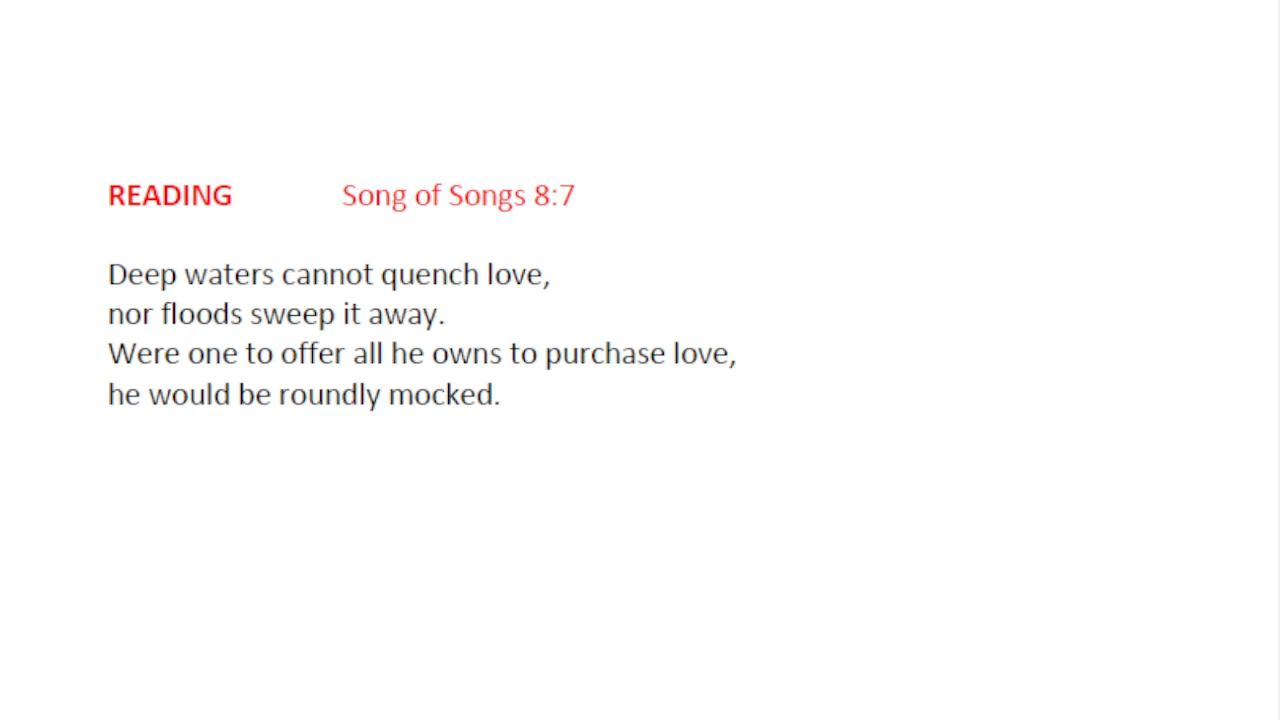 READING Song of Songs 8:7
Deep waters cannot quench love,
nor floods sweep it away.
Were one to offer all he owns to purchase love,
he would be roundly mocked.